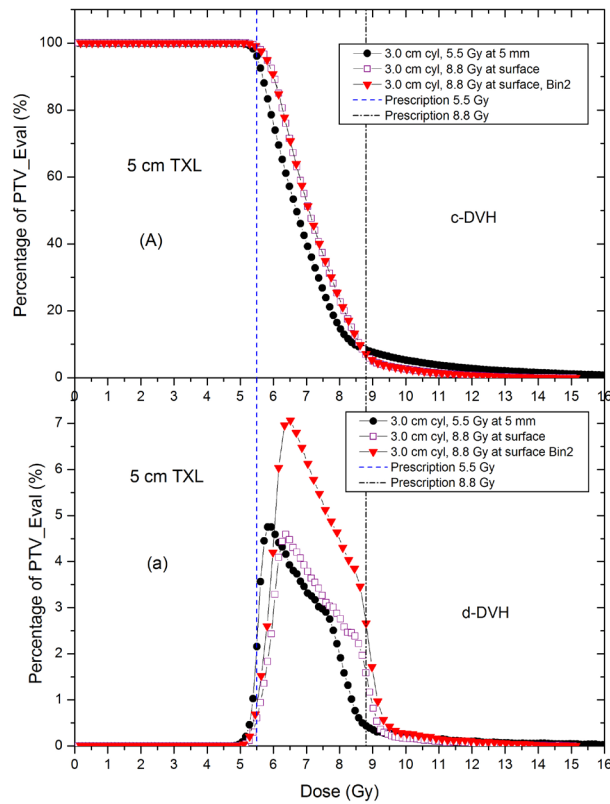 100
80
60
40
20
0
Percentage of PTV_Eval (%)
3.0 cm cyl, 5.5 Gy at 5 mm
3.0 cm cyl, 8.8 Gy at surface
3.0 cm cyl, 8.8 Gy at surface, Bin2
Prescription 5.5 Gy
Prescription 8.8 Gy
5 cm TXL
c-DVH
(A)
0 1 2 3 4 5 6 7 8 9 10 11 12 13 14 15 16
7
6
5
4
3
2
1
0
Percentage of PTV_Eval (%)
3.0 cm cyl, 5.5 Gy at 5 mm
3.0 cm cyl, 8.8 Gy at surface
3.0 cm cyl, 8.8 Gy at surface Bin2
Prescription 5.5 Gy
Prescription 8.8 Gy
5 cm TXL
(a)
d-DVH
0 1 2 3 4 5 6 7 8 9 10 11 12 13 14 15 16
Dose (Gy)